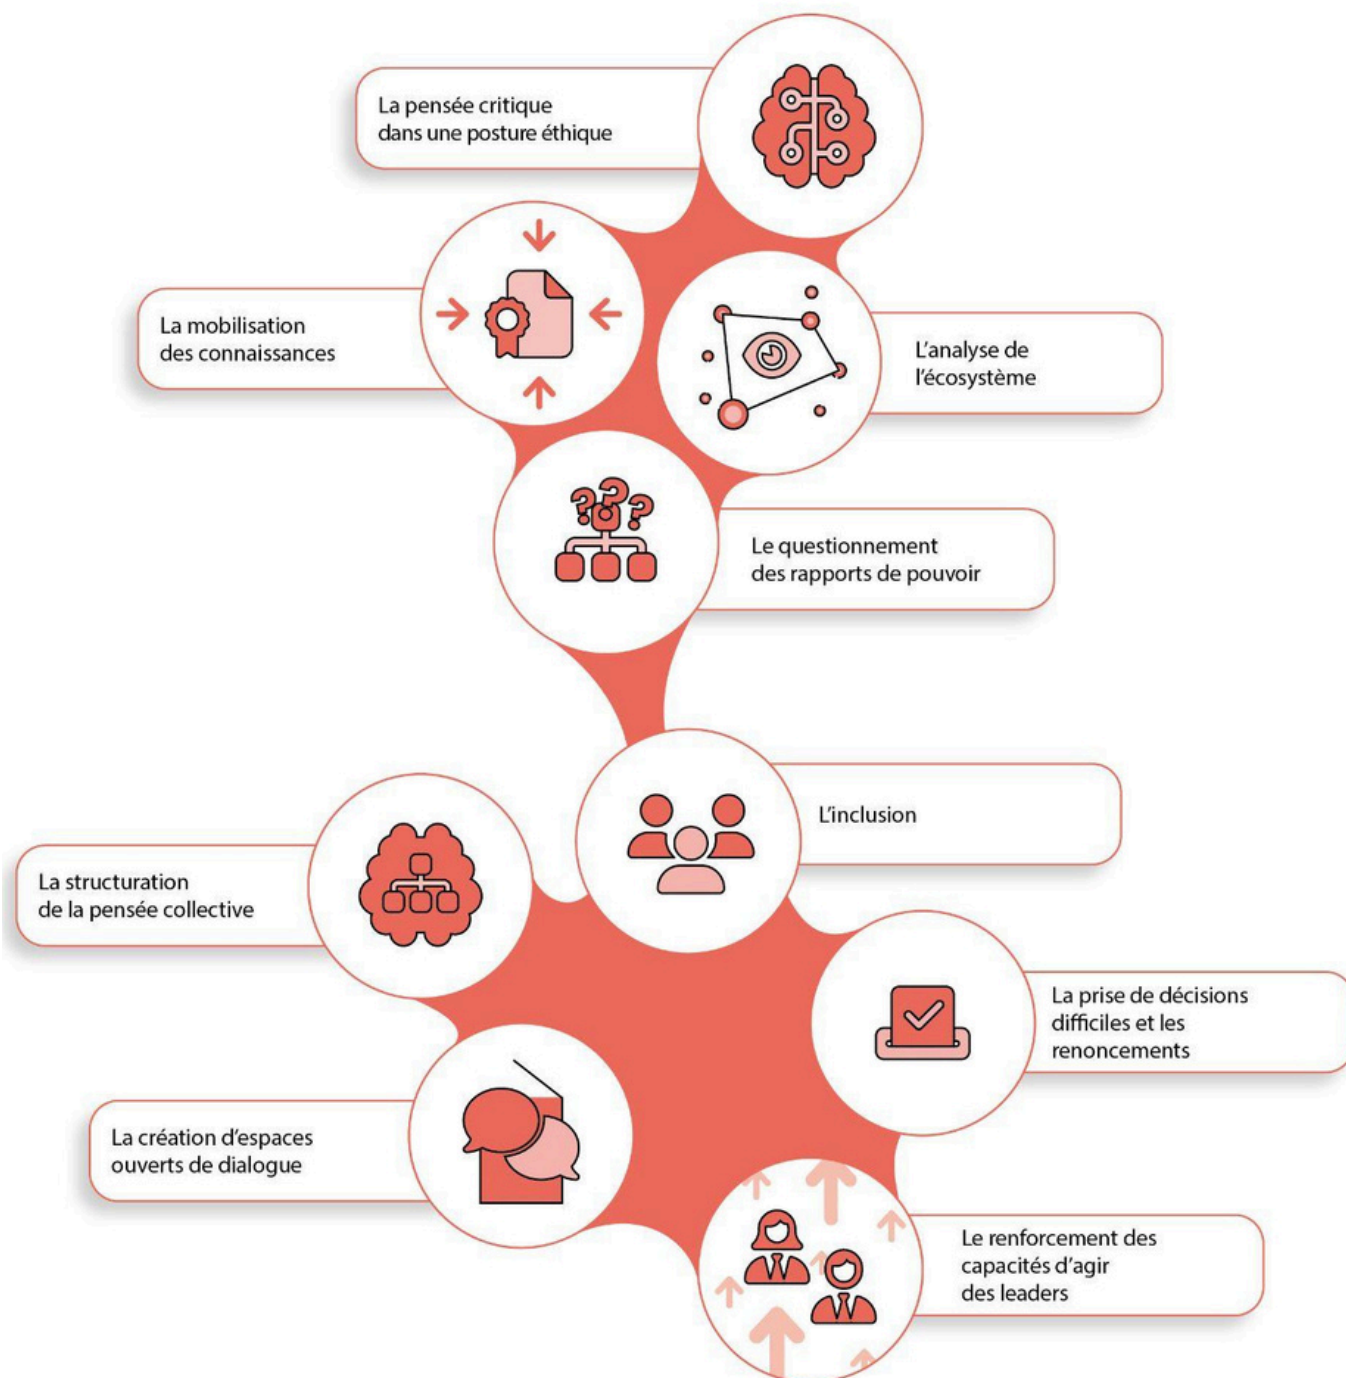 La pensée critique
dans une posture éthique
La mobilisation
des connaissances
L’analyse de
l’écosystème
Le questionnement
des rapports de pouvoir
L’inclusion
La structuration
de la pensée collective
La prise de décisions
difficiles et les
renoncements
La création d’espaces
ouverts de dialogue
Le renforcement des
capacités d’agir
des leaders